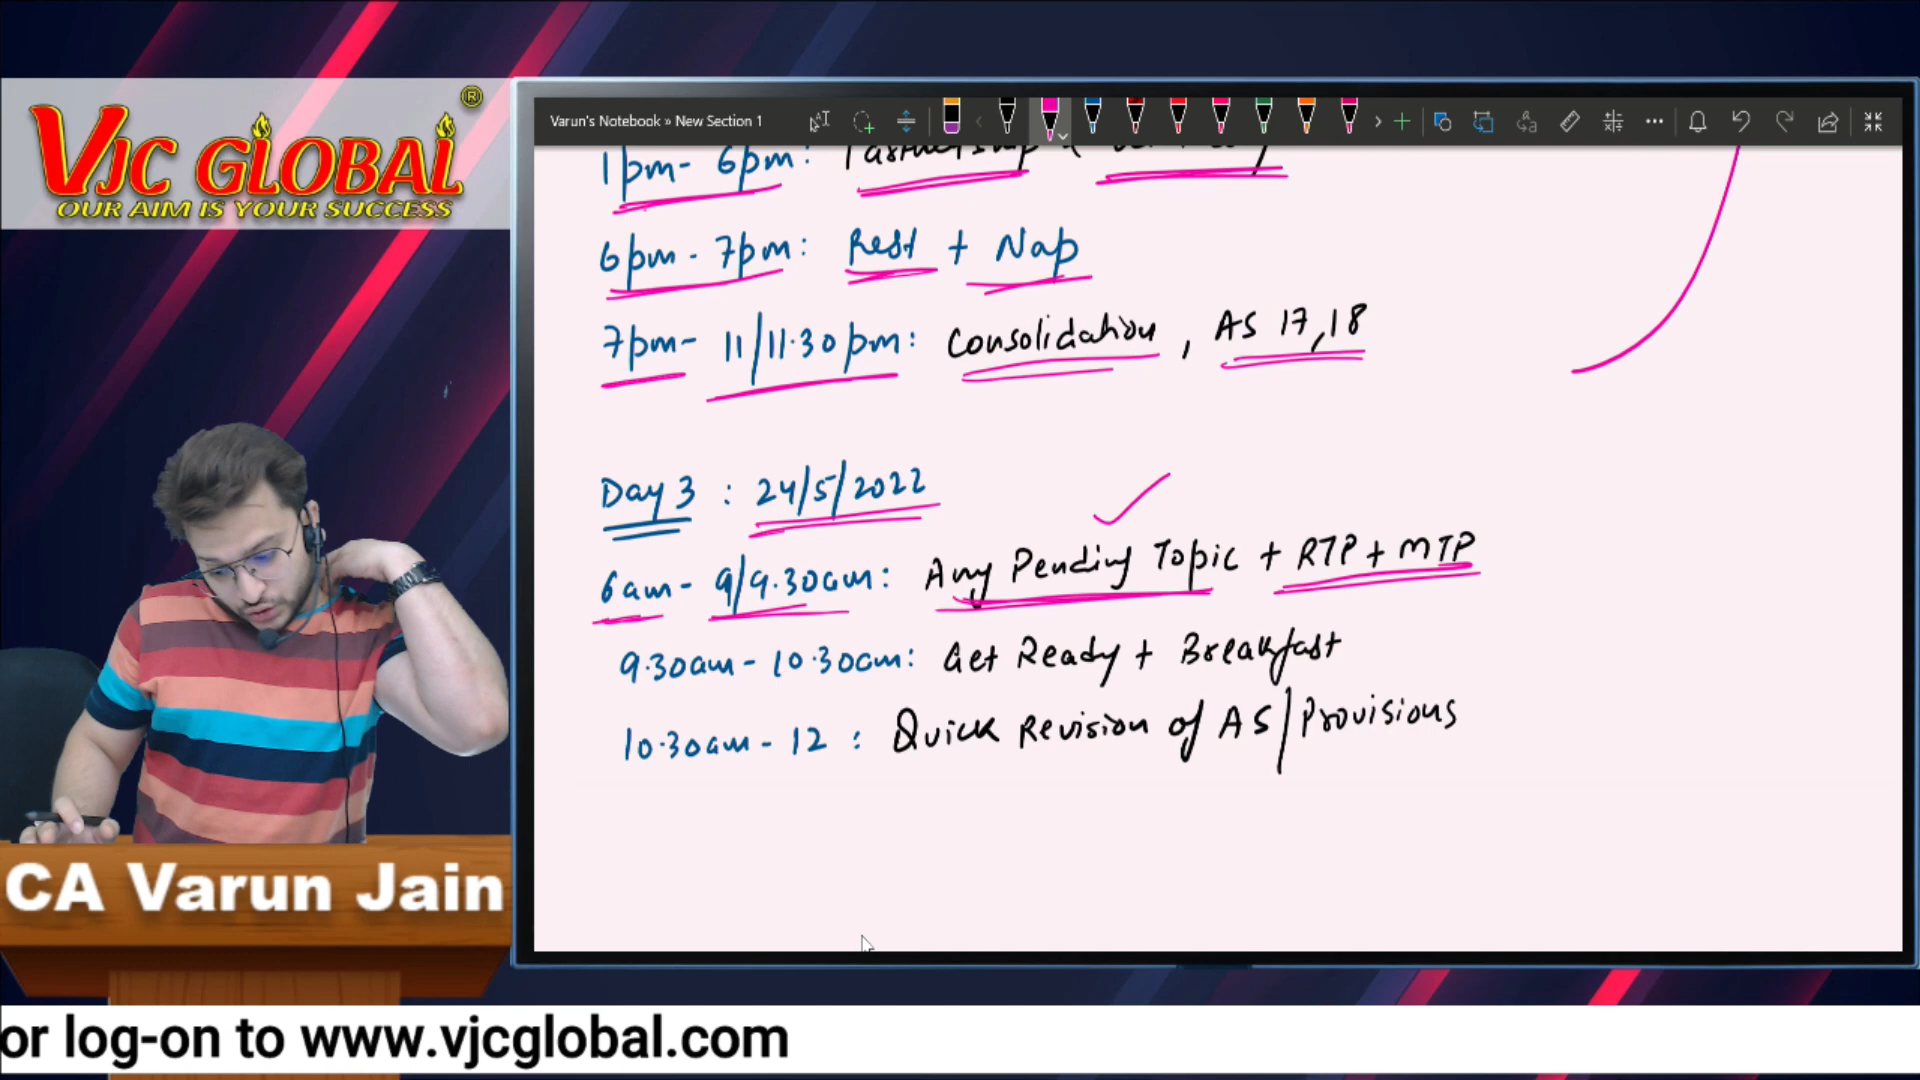 VJC GLOBAL ®
OUR AIM IS YOUR SUCCESS
Varun's Notebook » New Section 1
1pm - 6pm: Partnership
6pm - 7pm: Rest + Nap
7pm - 11/11.30pm: Consolidation, AS 17,18
Day 3 : 24/5/2022
6am - 9/9.30am: Any Pending Topic + RTP + MTP
9.30am - 10.30am: Get Ready + Breakfast
10.30am - 12 : Quick Revision of AS/Provisions
CA Varun Jain
or log-on to www.vjcglobal.com